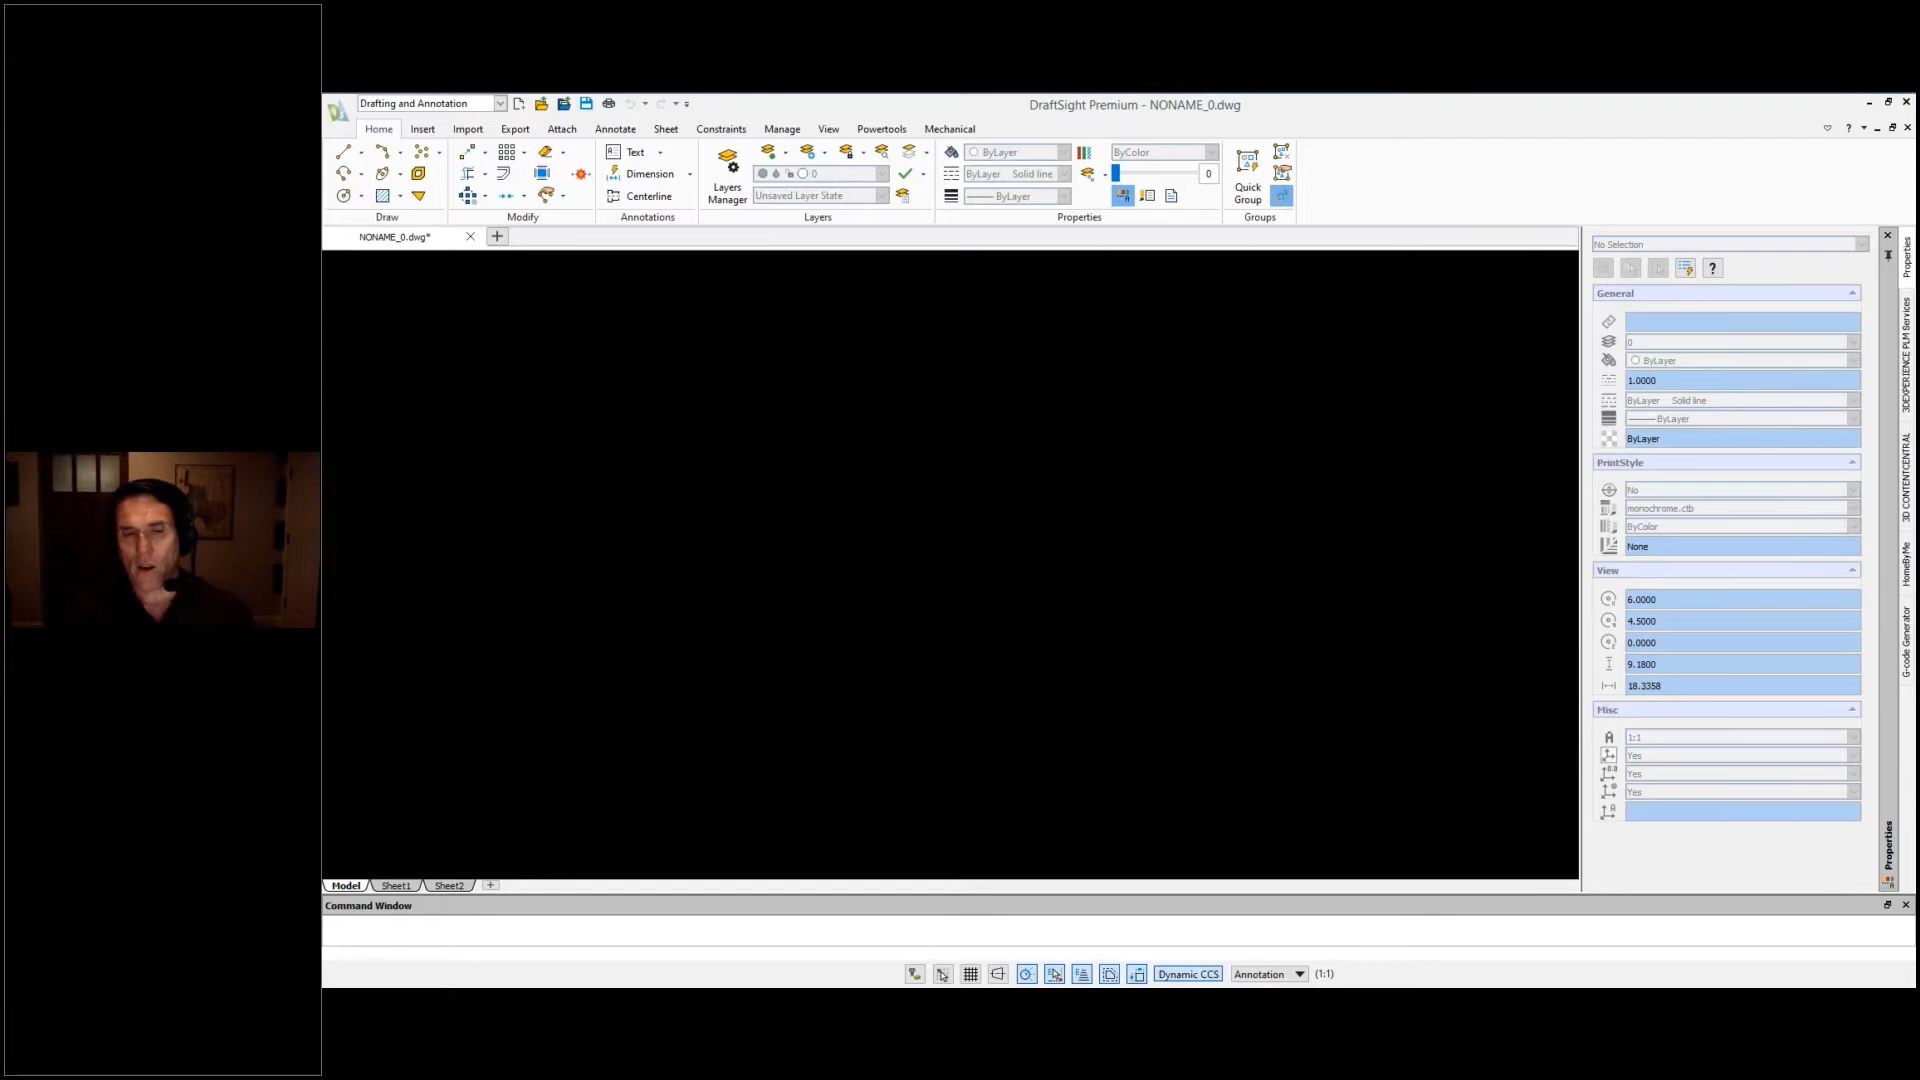 Drafting and Annotation
DraftSight Premium - NONAME_0.dwg
Home Insert Import Export Attach Annotate Sheet Constraints Manage View Powertools Mechanical
Text
Dimension
Centerline
Layers
Manager
0
Unsaved Layer State
ByLayer
ByLayer Solid line
ByLayer
ByColor
0
Quick
Group
Draw Modify Annotations Layers Properties Groups
NONAME_0.dwg*
No Selection
?
General
0
ByLayer
1.0000
ByLayer Solid line
ByLayer
ByLayer
PrintStyle
No
monochrome.ctb
ByColor
None
View
6.0000
4.5000
0.0000
9.1800
18.3358
Misc
1:1
Yes
Yes
Yes
Properties
Properties
3DEXPERIENCE PLM Services
3D CONTENTCENTRAL
HomeByMe
G-code Generator
Model Sheet1 Sheet2
Command Window
Dynamic CCS Annotation (1:1)